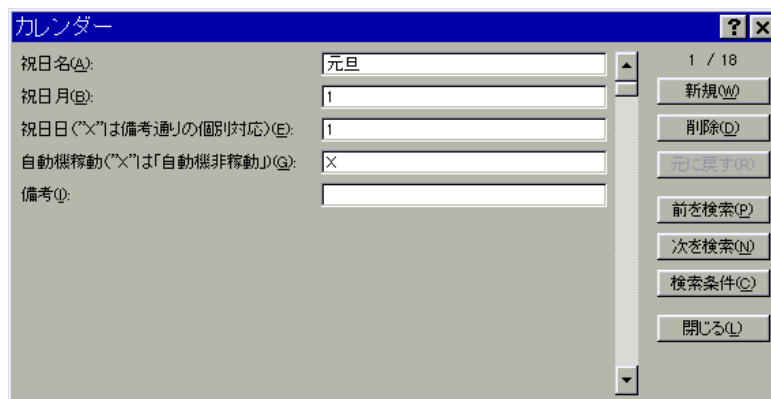 カレンダー
祝日名(A): 元旦
祝日月(B): 1
祝日日("X"は備考通りの個別対応)(E): 1
自動機稼動("X"は「自動機非稼動」)(G): X
備考(I):
1 / 18
新規(W)
削除(D)
元に戻す(R)
前を検索(P)
次を検索(N)
検索条件(C)
閉じる(L)